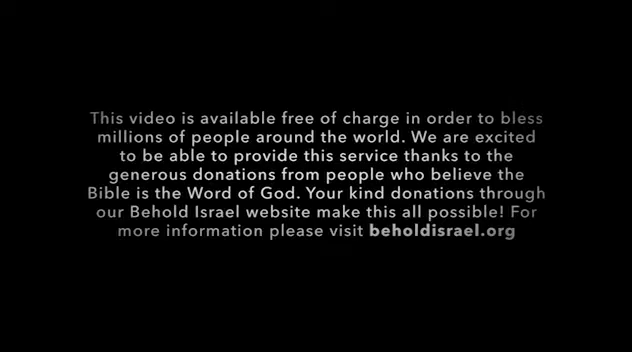 This video is available free of charge in order to bless
millions of people around the world. We are excited
to be able to provide this service thanks to the
generous donations from people who believe the
Bible is the Word of God. Your kind donations through
our Behold Israel website make this all possible! For
more information please visit beholdisrael.org